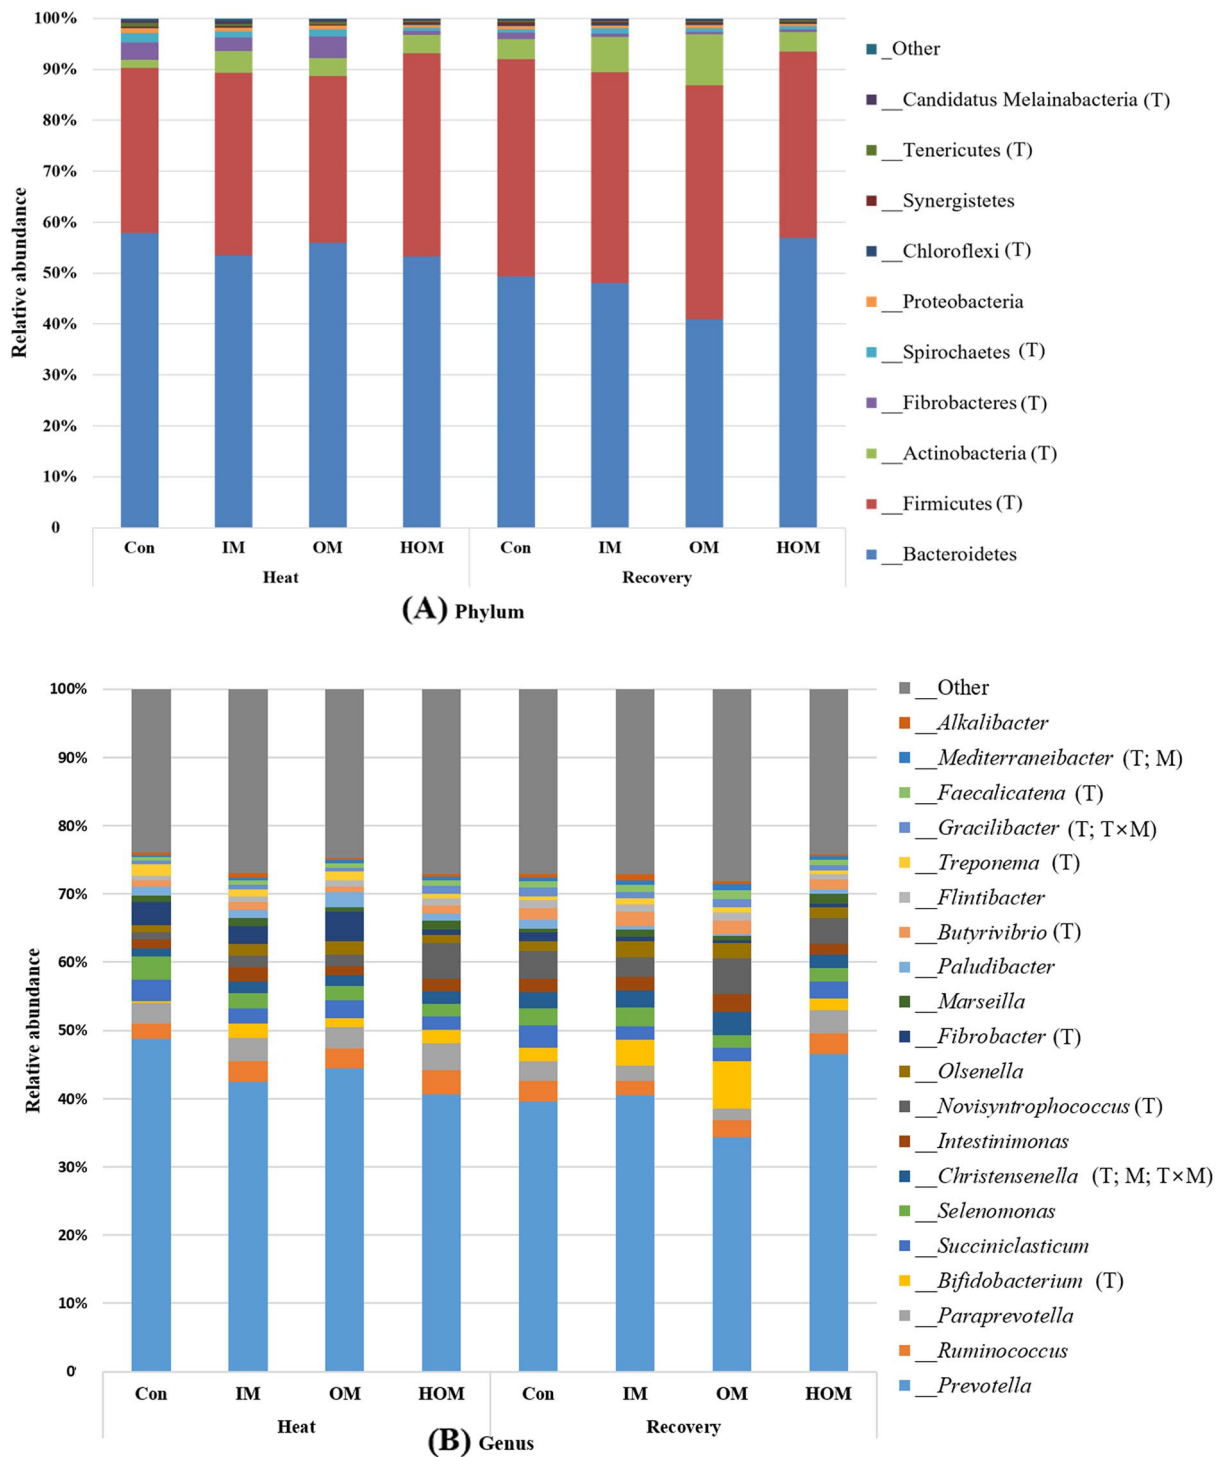 100%
90%
80%
70%
60%
50%
40%
30%
20%
10%
0
Relative abundance
Con IM OM HOM Con IM OM HOM
Heat Recovery
_Other
__Candidatus Melainabacteria (T)
__Tenericutes (T)
__Synergistetes
__Chloroflexi (T)
__Proteobacteria
__Spirochaetes (T)
__Fibrobacteres (T)
__Actinobacteria (T)
__Firmicutes (T)
__Bacteroidetes
(A) Phylum
100%
90%
80%
70%
60%
50%
40%
30%
20%
10%
0
Relative abundance
Con IM OM HOM Con IM OM HOM
Heat Recovery
__Other
__Alkalibacter
__Mediterraneibacter (T; M)
__Faecalicatena (T)
__Gracilibacter (T; T×M)
__Treponema (T)
__Flintibacter
__Butyrivibrio (T)
__Paludibacter
__Marseilla
__Fibrobacter (T)
__Olsenella
__Novisyntrophococcus (T)
__Intestinimonas
__Christensenella (T; M; T×M)
__Selenomonas
__Succiniclasticum
__Bifidobacterium (T)
__Paraprevotella
__Ruminococcus
__Prevotella
(B) Genus